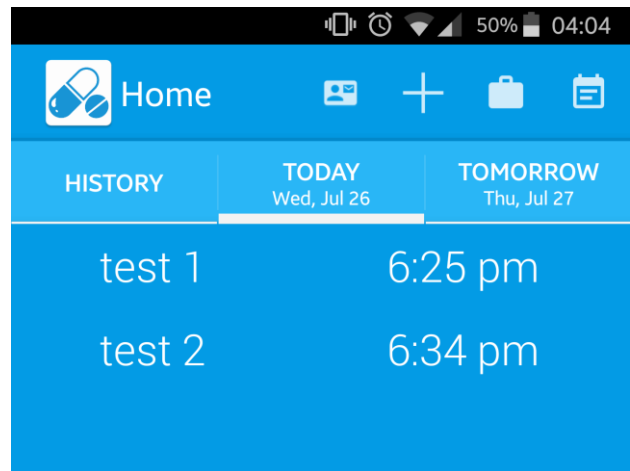 50% 04:04
Home
HISTORY
TODAY
Wed, Jul 26
TOMORROW
Thu, Jul 27
test 1 6:25 pm
test 2 6:34 pm